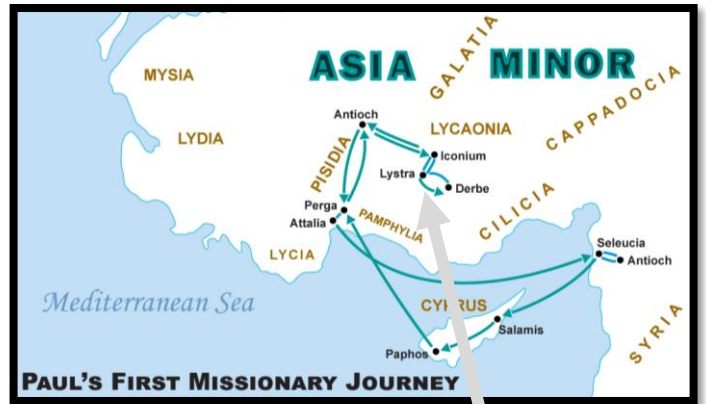 ASIA MINOR
GALATIA
MYSIA
CAPPADOCIA
Antioch
LYCAONIA
LYDIA
Iconium
PISIDIA
Lystra
Derbe
Perga
PAMPHYLIA
CILICIA
Attalia
Seleucia
LYCIA
Antioch
Mediterranean Sea
CYPRUS
Salamis
SYRIA
Paphos
PAUL'S FIRST MISSIONARY JOURNEY